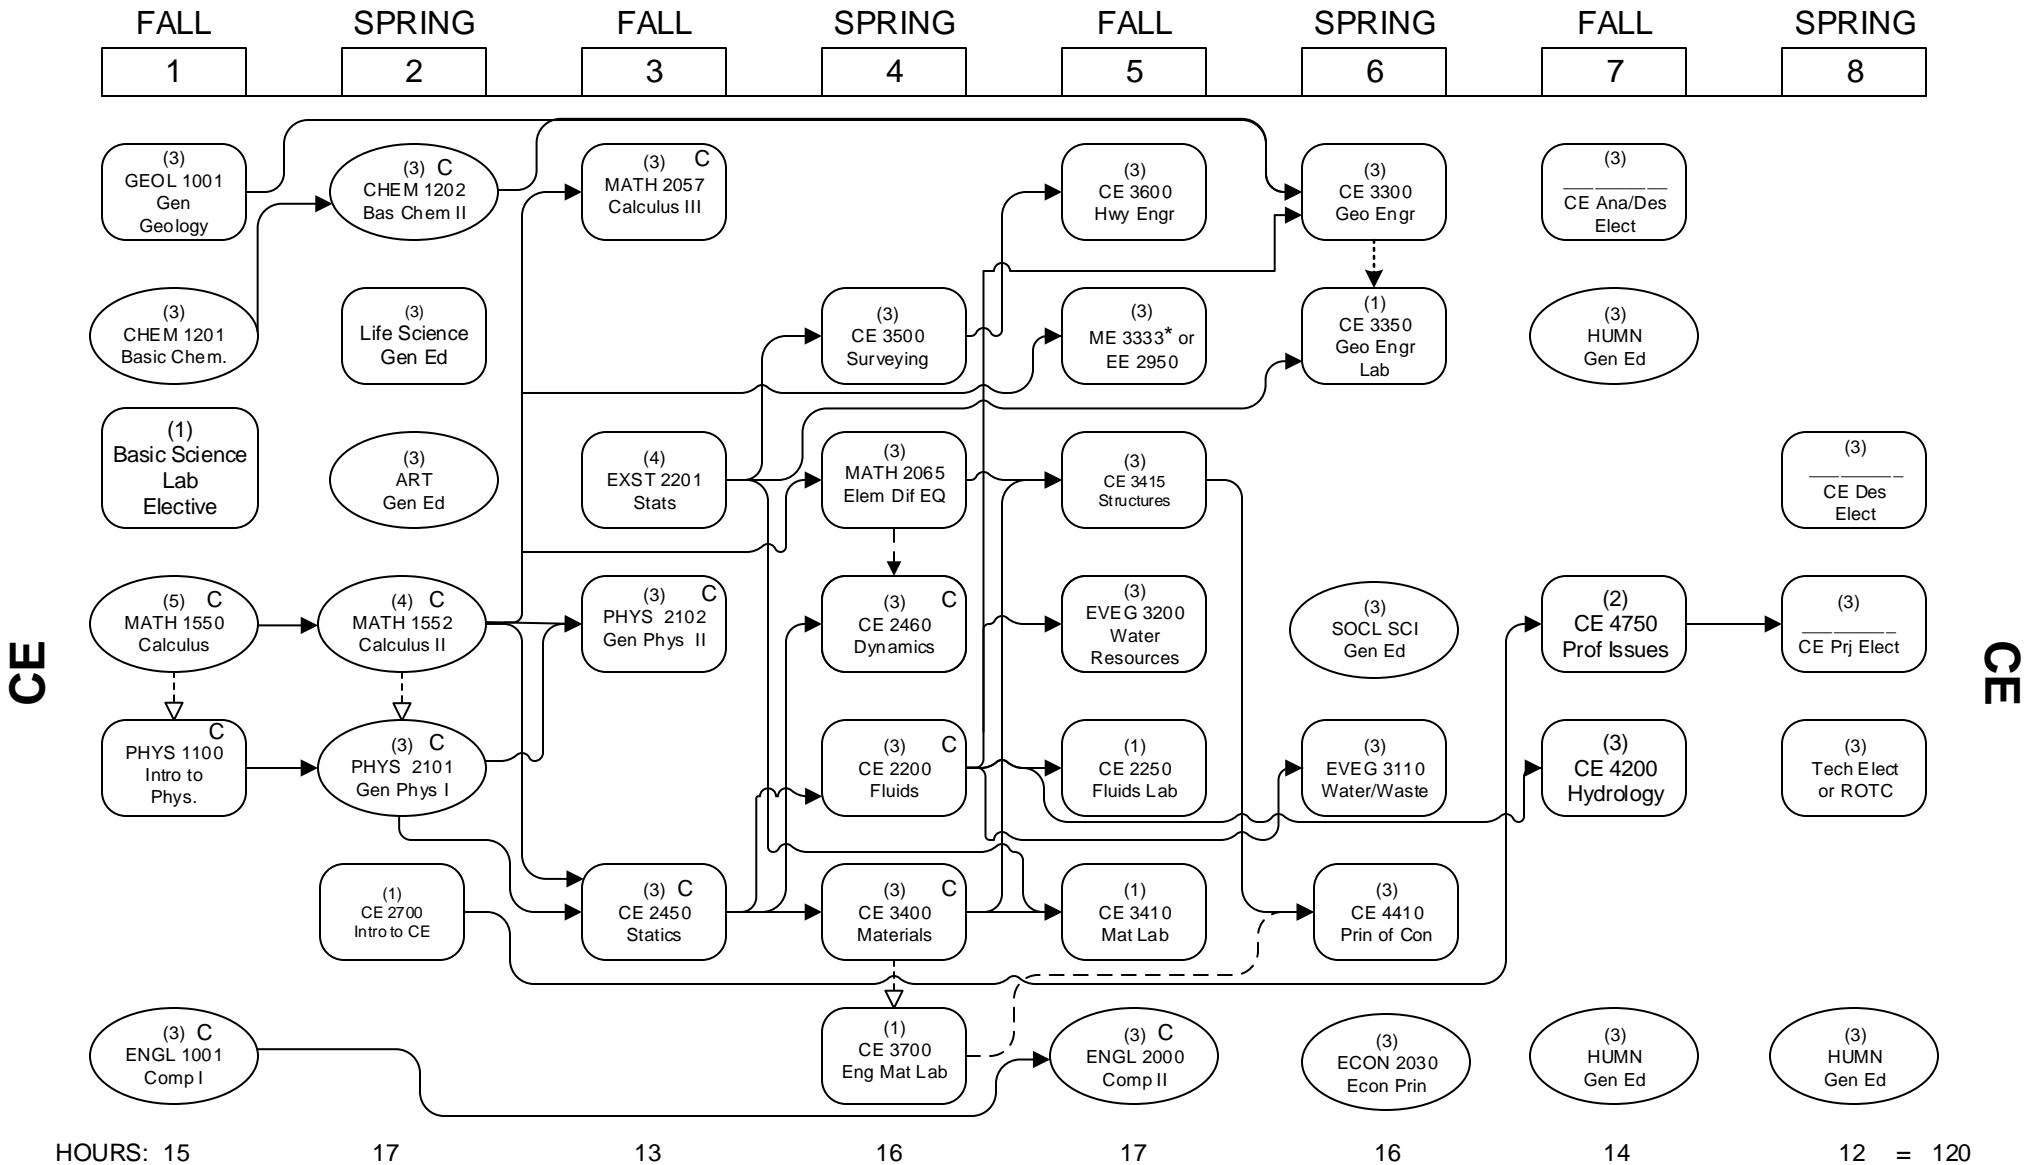 FALL SPRING FALL SPRING FALL SPRING FALL SPRING
1 2 3 4 5 6 7 8
(3)
GEOL 1001
Gen
Geology
(3)
CHEM 1201
Basic Chem.
(1)
Basic Science
Lab
Elective
(5) C
MATH 1550
Calculus
C
PHYS 1100
Intro to
Phys.
(3) C
ENGL 1001
Comp I
(3) C
CHEM 1202
Bas Chem II
(3)
Life Science
Gen Ed
(3)
ART
Gen Ed
(4) C
MATH 1552
Calculus II
(3) C
PHYS 2101
Gen Phys I
(1)
CE 2700
Intro to CE
(3) C
MATH 2057
Calculus III
(4)
EXST 2201
Stats
(3) C
PHYS 2102
Gen Phys II
(3) C
CE 2450
Statics
(3)
CE 3500
Surveying
(3)
MATH 2065
Elem Dif EQ
(3) C
CE 2460
Dynamics
(3) C
CE 2200
Fluids
(3) C
CE 3400
Materials
(1)
CE 3700
Eng Mat Lab
(3)
CE 3600
Hwy Engr
(3)
ME 3333* or
EE 2950
(3)
CE 3415
Structures
(3)
EVEG 3200
Water
Resources
(1)
CE 2250
Fluids Lab
(1)
CE 3410
Mat Lab
(3) C
ENGL 2000
Comp II
(3)
CE 3300
Geo Engr
(1)
CE 3350
Geo Engr
Lab
(3)
SOCL SCI
Gen Ed
(3)
EVEG 3110
Water/Waste
(3)
CE 4410
Prin of Con
(3)
ECON 2030
Econ Prin
(3)
__________
CE Ana/Des
Elect
(3)
HUMN
Gen Ed
(2)
CE 4750
Prof Issues
(3)
CE 4200
Hydrology
(3)
HUMN
Gen Ed
(3)
_________
CE Des
Elect
(3)
_________
CE Prj Elect
(3)
Tech Elect
or ROTC
(3)
HUMN
Gen Ed
CE
CE
HOURS: 15 17 13 16 17 16 14 12 = 120